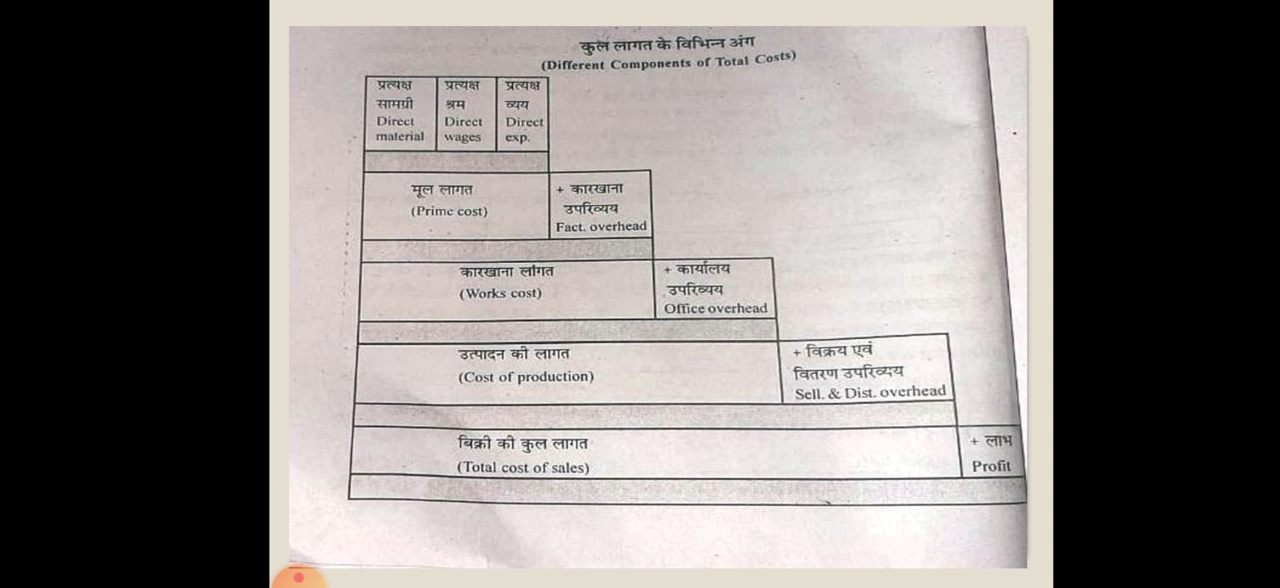 कुल लागत के विभिन्न अंग
(Different Components of Total Costs)
प्रत्यक्ष
सामग्री
Direct
material
प्रत्यक्ष
श्रम
Direct
wages
प्रत्यक्ष
व्यय
Direct
exp.
मूल लागत
(Prime cost)
+ कारखाना
उपरिव्यय
Fact. overhead
कारखाना लागत
(Works cost)
+ कार्यालय
उपरिव्यय
Office overhead
उत्पादन की लागत
(Cost of production)
+ विक्रय एवं
वितरण उपरिव्यय
Sell. & Dist. overhead
बिक्री की कुल लागत
(Total cost of sales)
+ लाभ
Profit